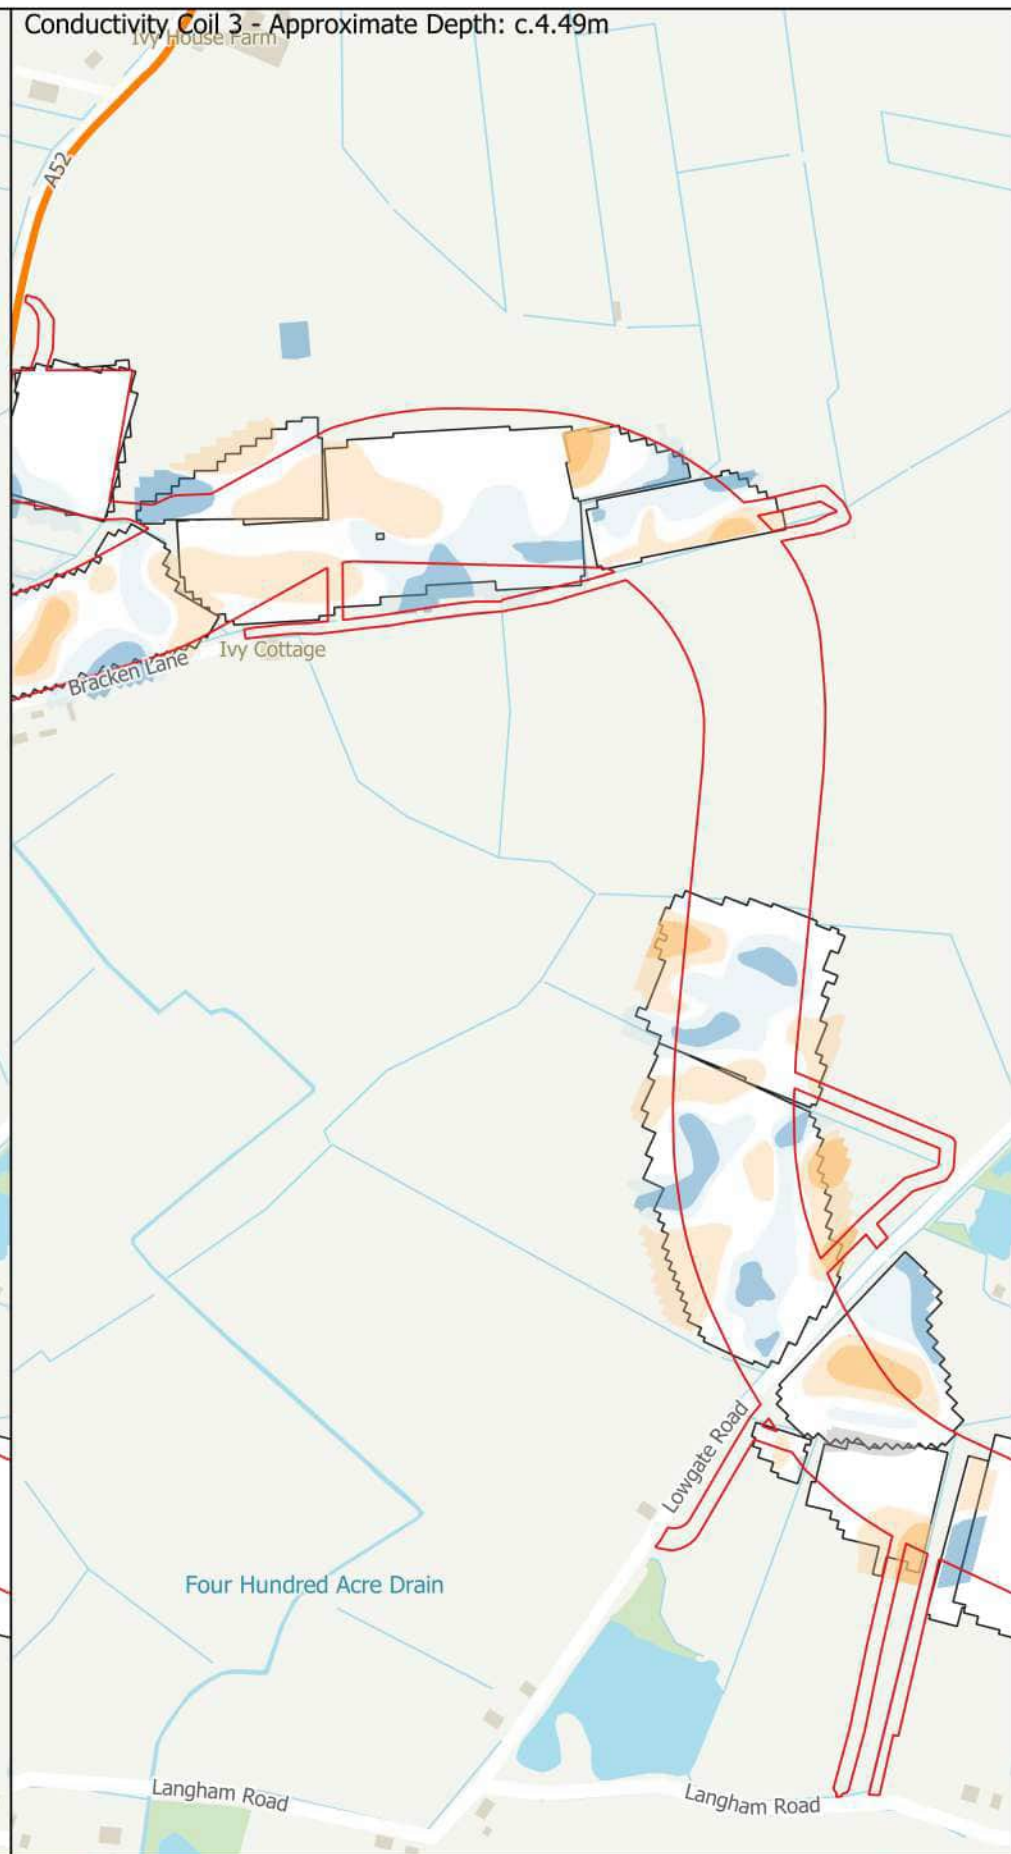 Conductivity Coil 3 - Approximate Depth: c.4.49m
Ivy House Farm
A52
Ivy Cottage
Bracken Lane
Lowgate Road
Four Hundred Acre Drain
Langham Road
Langham Road